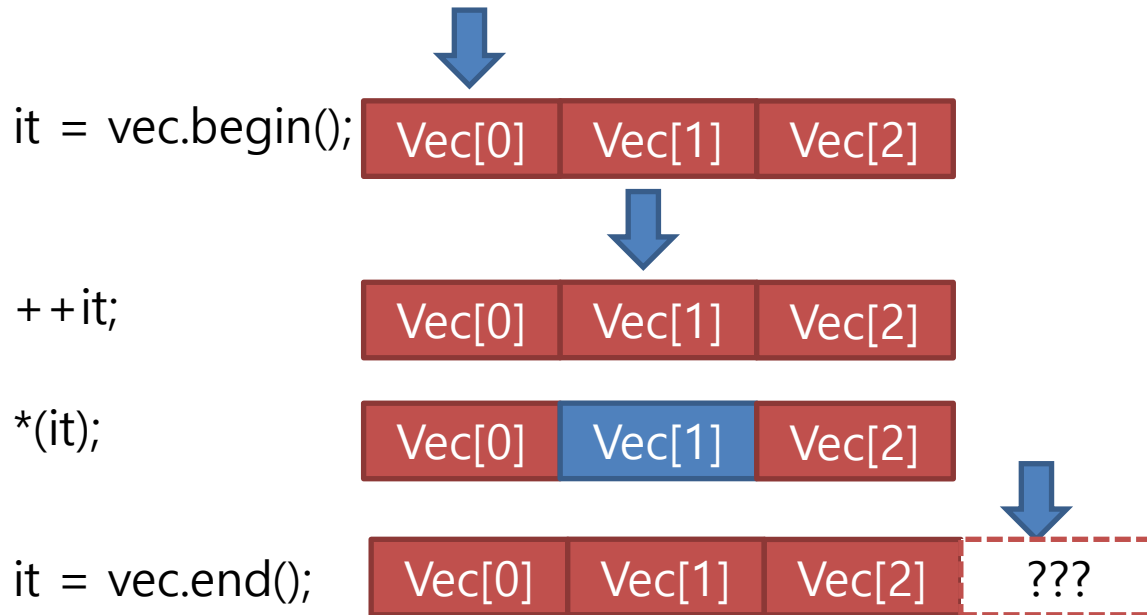 it = vec.begin(); Vec[0] Vec[1] Vec[2]
++it; Vec[0] Vec[1] Vec[2]
*(it); Vec[0] Vec[1] Vec[2]
it = vec.end(); Vec[0] Vec[1] Vec[2] ???